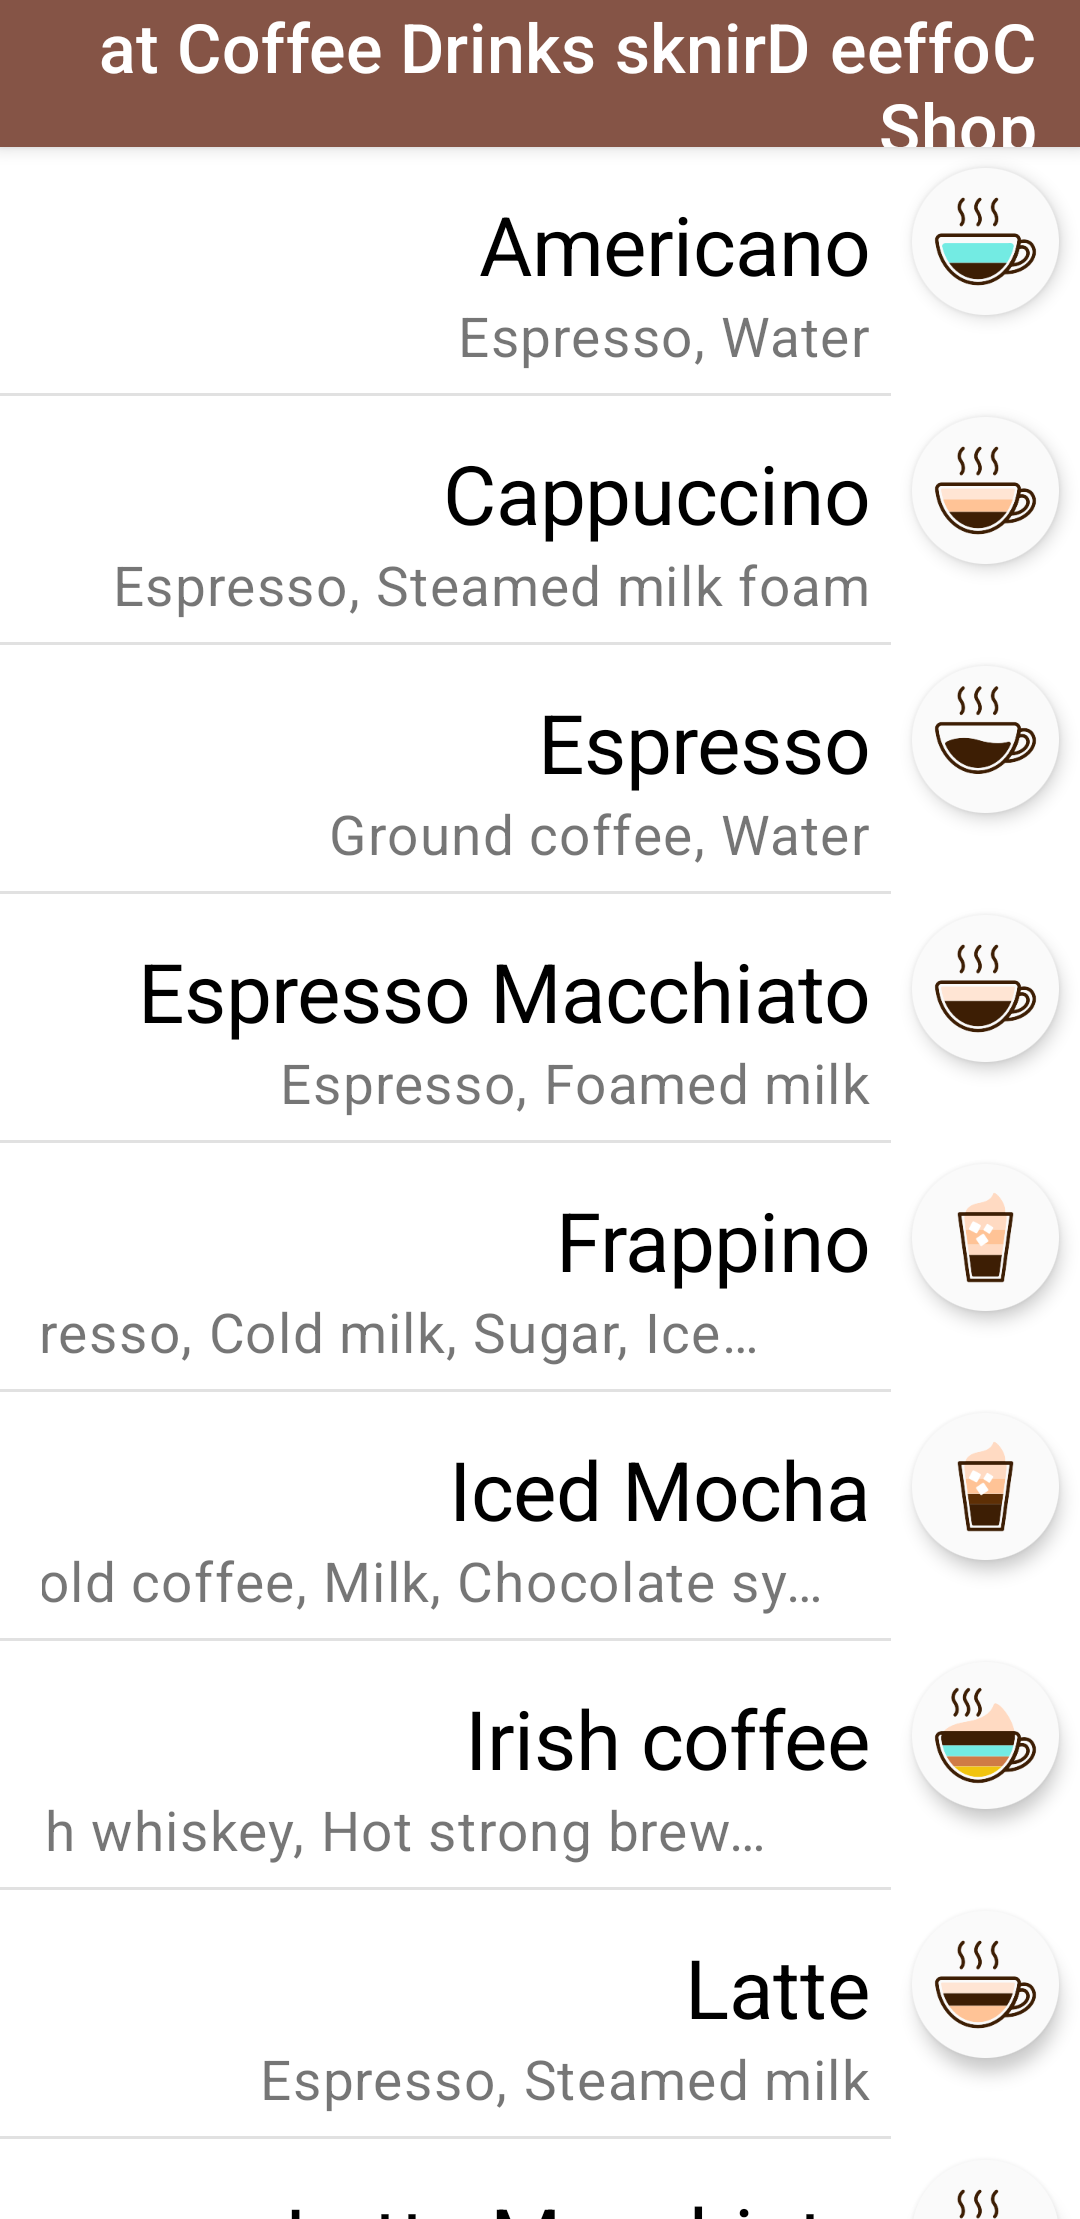 at Coffee Drinks sknirD eeffoC
Shop
Americano
Espresso, Water
Cappuccino
Espresso, Steamed milk foam
Espresso
Ground coffee, Water
Espresso Macchiato
Espresso, Foamed milk
Frappino
resso, Cold milk, Sugar, Ice…
Iced Mocha
old coffee, Milk, Chocolate sy…
Irish coffee
h whiskey, Hot strong brew…
Latte
Espresso, Steamed milk